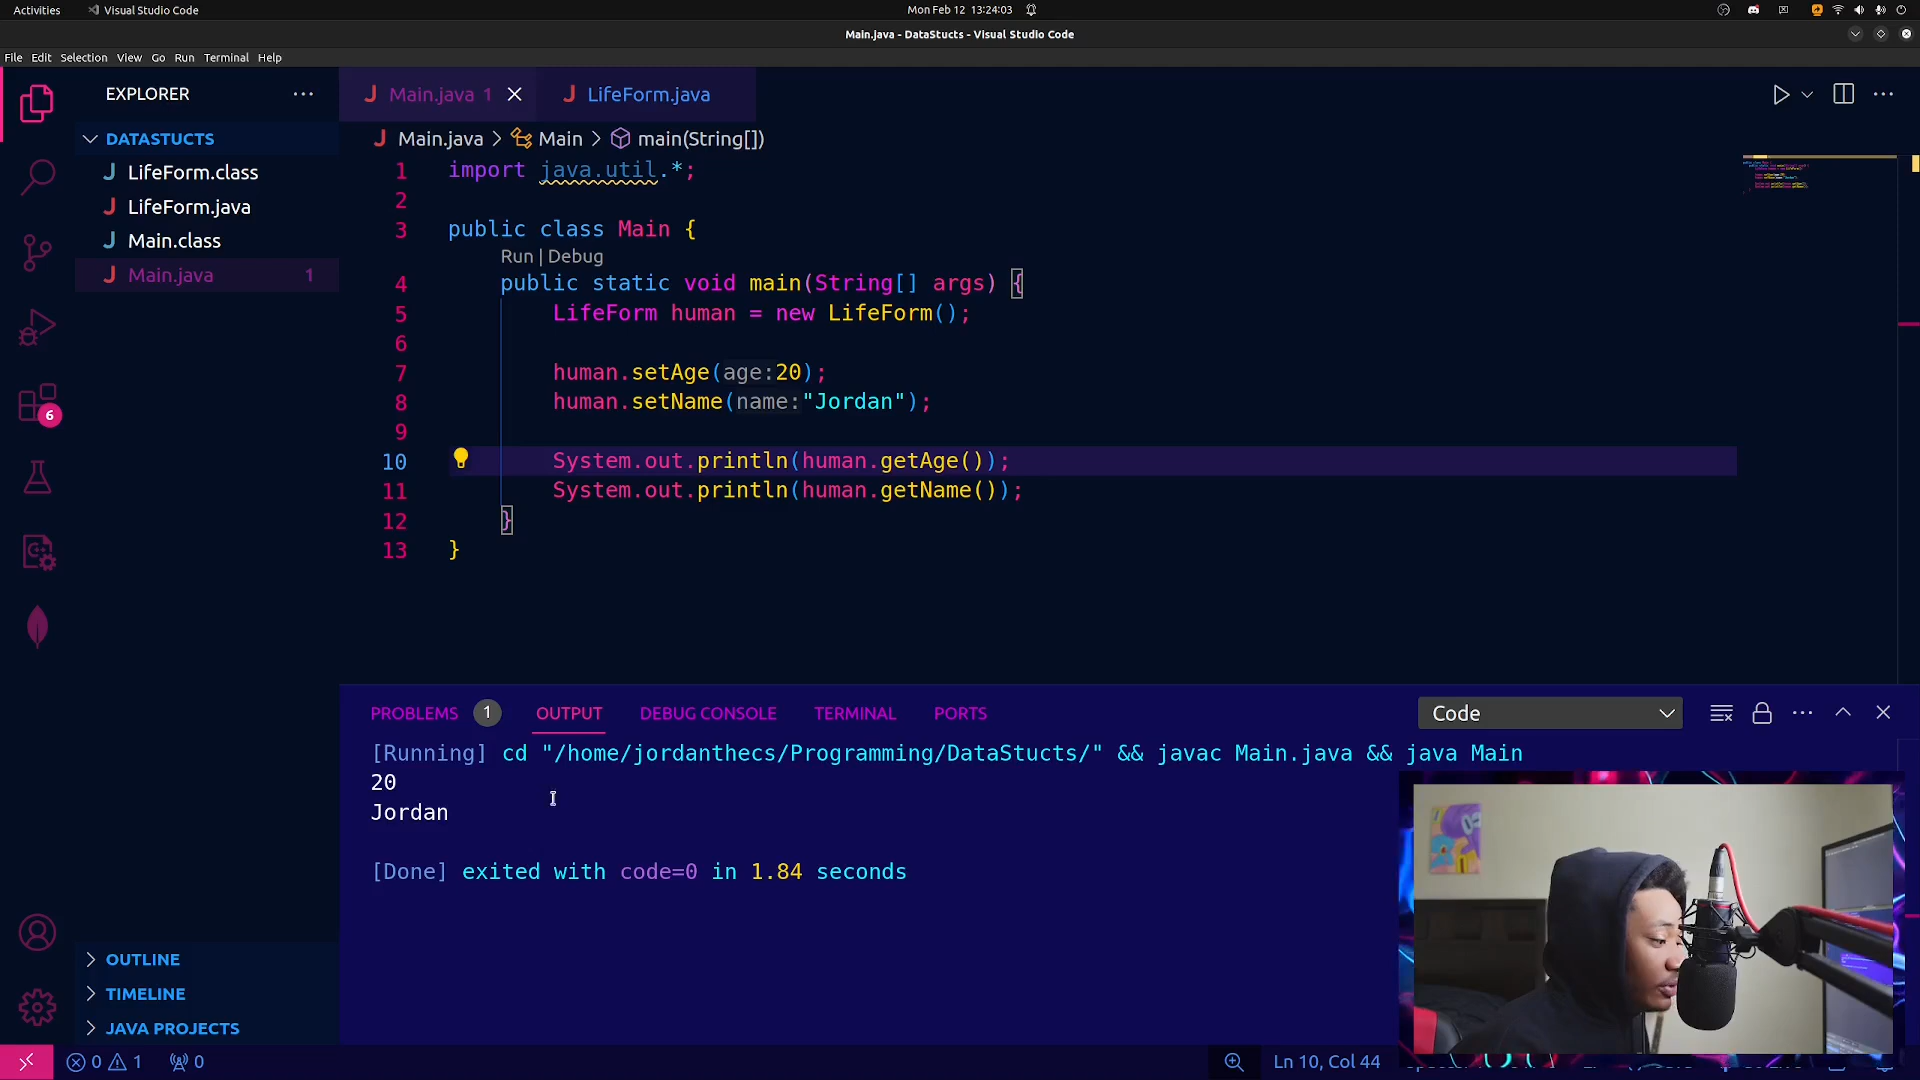 Activities
Visual Studio Code
Mon Feb 12 13:24:03
Main.java - DataStucts - Visual Studio Code
File Edit Selection View Go Run Terminal Help
EXPLORER
Main.java 1
LifeForm.java
DATASTUCTS
Main.java > Main > main(String[])
LifeForm.class
LifeForm.java
Main.class
Main.java 1
1 import java.util.*;
2
3 public class Main {
Run | Debug
4 public static void main(String[] args) {
5 LifeForm human = new LifeForm();
6
7 human.setAge(age:20);
8 human.setName(name:"Jordan");
9
10 System.out.println(human.getAge());
11 System.out.println(human.getName());
12 }
13 }
6
PROBLEMS 1 OUTPUT DEBUG CONSOLE TERMINAL PORTS
Code
[Running] cd "/home/jordanthecs/Programming/DataStucts/" && javac Main.java && java Main
20
Jordan
[Done] exited with code=0 in 1.84 seconds
OUTLINE
TIMELINE
JAVA PROJECTS
0 1 0
Ln 10, Col 44